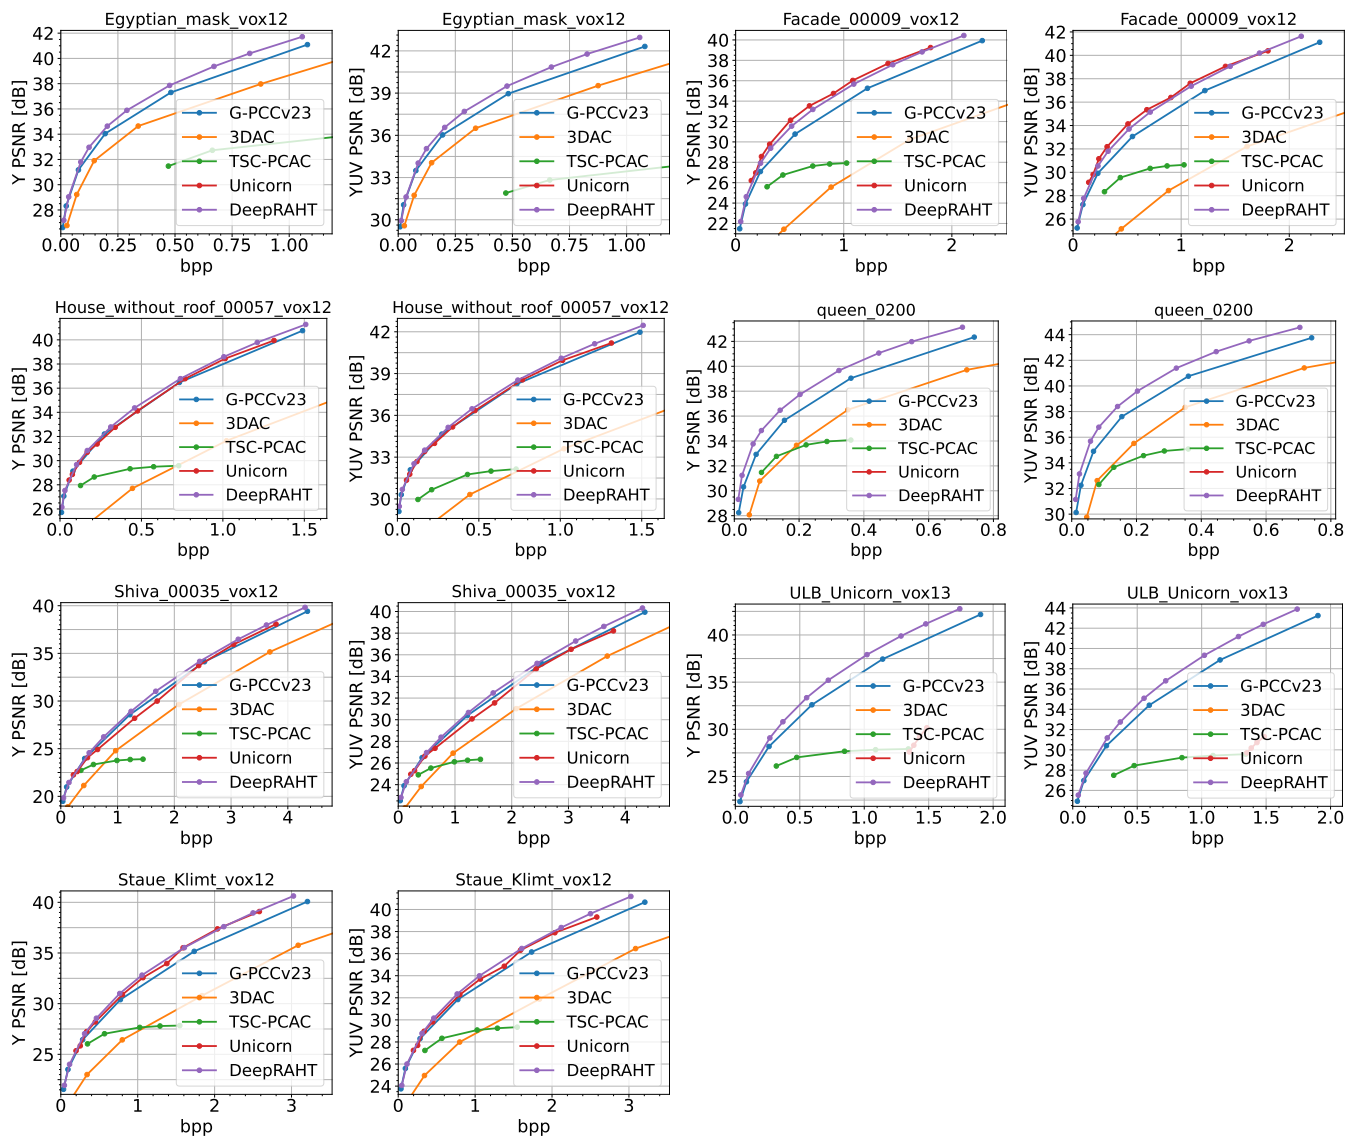 Egyptian_mask_vox12
Y PSNR [dB]
42
40
38
36
34
32
30
28
0.00 0.25 0.50 0.75 1.00
bpp
G-PCCv23
3DAC
TSC-PCAC
Unicorn
DeepRAHT
Egyptian_mask_vox12
YUV PSNR [dB]
42
39
36
33
30
0.00 0.25 0.50 0.75 1.00
bpp
G-PCCv23
3DAC
TSC-PCAC
Unicorn
DeepRAHT
Facade_00009_vox12
Y PSNR [dB]
40
38
36
34
32
30
28
26
24
22
0 1 2
bpp
G-PCCv23
3DAC
TSC-PCAC
Unicorn
DeepRAHT
Facade_00009_vox12
YUV PSNR [dB]
42
40
38
36
34
32
30
28
26
0 1 2
bpp
G-PCCv23
3DAC
TSC-PCAC
Unicorn
DeepRAHT
House_without_roof_00057_vox12
Y PSNR [dB]
40
38
36
34
32
30
28
26
0.0 0.5 1.0 1.5
bpp
G-PCCv23
3DAC
TSC-PCAC
Unicorn
DeepRAHT
House_without_roof_00057_vox12
YUV PSNR [dB]
42
39
36
33
30
0.0 0.5 1.0 1.5
bpp
G-PCCv23
3DAC
TSC-PCAC
Unicorn
DeepRAHT
queen_0200
Y PSNR [dB]
42
40
38
36
34
32
30
28
0.0 0.2 0.4 0.6 0.8
bpp
G-PCCv23
3DAC
TSC-PCAC
Unicorn
DeepRAHT
queen_0200
YUV PSNR [dB]
44
42
40
38
36
34
32
30
0.0 0.2 0.4 0.6 0.8
bpp
G-PCCv23
3DAC
TSC-PCAC
Unicorn
DeepRAHT
Shiva_00035_vox12
Y PSNR [dB]
40
35
30
25
20
0 1 2 3 4
bpp
G-PCCv23
3DAC
TSC-PCAC
Unicorn
DeepRAHT
Shiva_00035_vox12
YUV PSNR [dB]
40
38
36
34
32
30
28
26
24
0 1 2 3 4
bpp
G-PCCv23
3DAC
TSC-PCAC
Unicorn
DeepRAHT
ULB_Unicorn_vox13
Y PSNR [dB]
40
35
30
25
0.0 0.5 1.0 1.5 2.0
bpp
G-PCCv23
3DAC
TSC-PCAC
Unicorn
DeepRAHT
ULB_Unicorn_vox13
YUV PSNR [dB]
44
42
40
38
36
34
32
30
28
26
0.0 0.5 1.0 1.5 2.0
bpp
G-PCCv23
3DAC
TSC-PCAC
Unicorn
DeepRAHT
Staue_Klimt_vox12
Y PSNR [dB]
40
35
30
25
0 1 2 3
bpp
G-PCCv23
3DAC
TSC-PCAC
Unicorn
DeepRAHT
Staue_Klimt_vox12
YUV PSNR [dB]
40
38
36
34
32
30
28
26
24
0 1 2 3
bpp
G-PCCv23
3DAC
TSC-PCAC
Unicorn
DeepRAHT